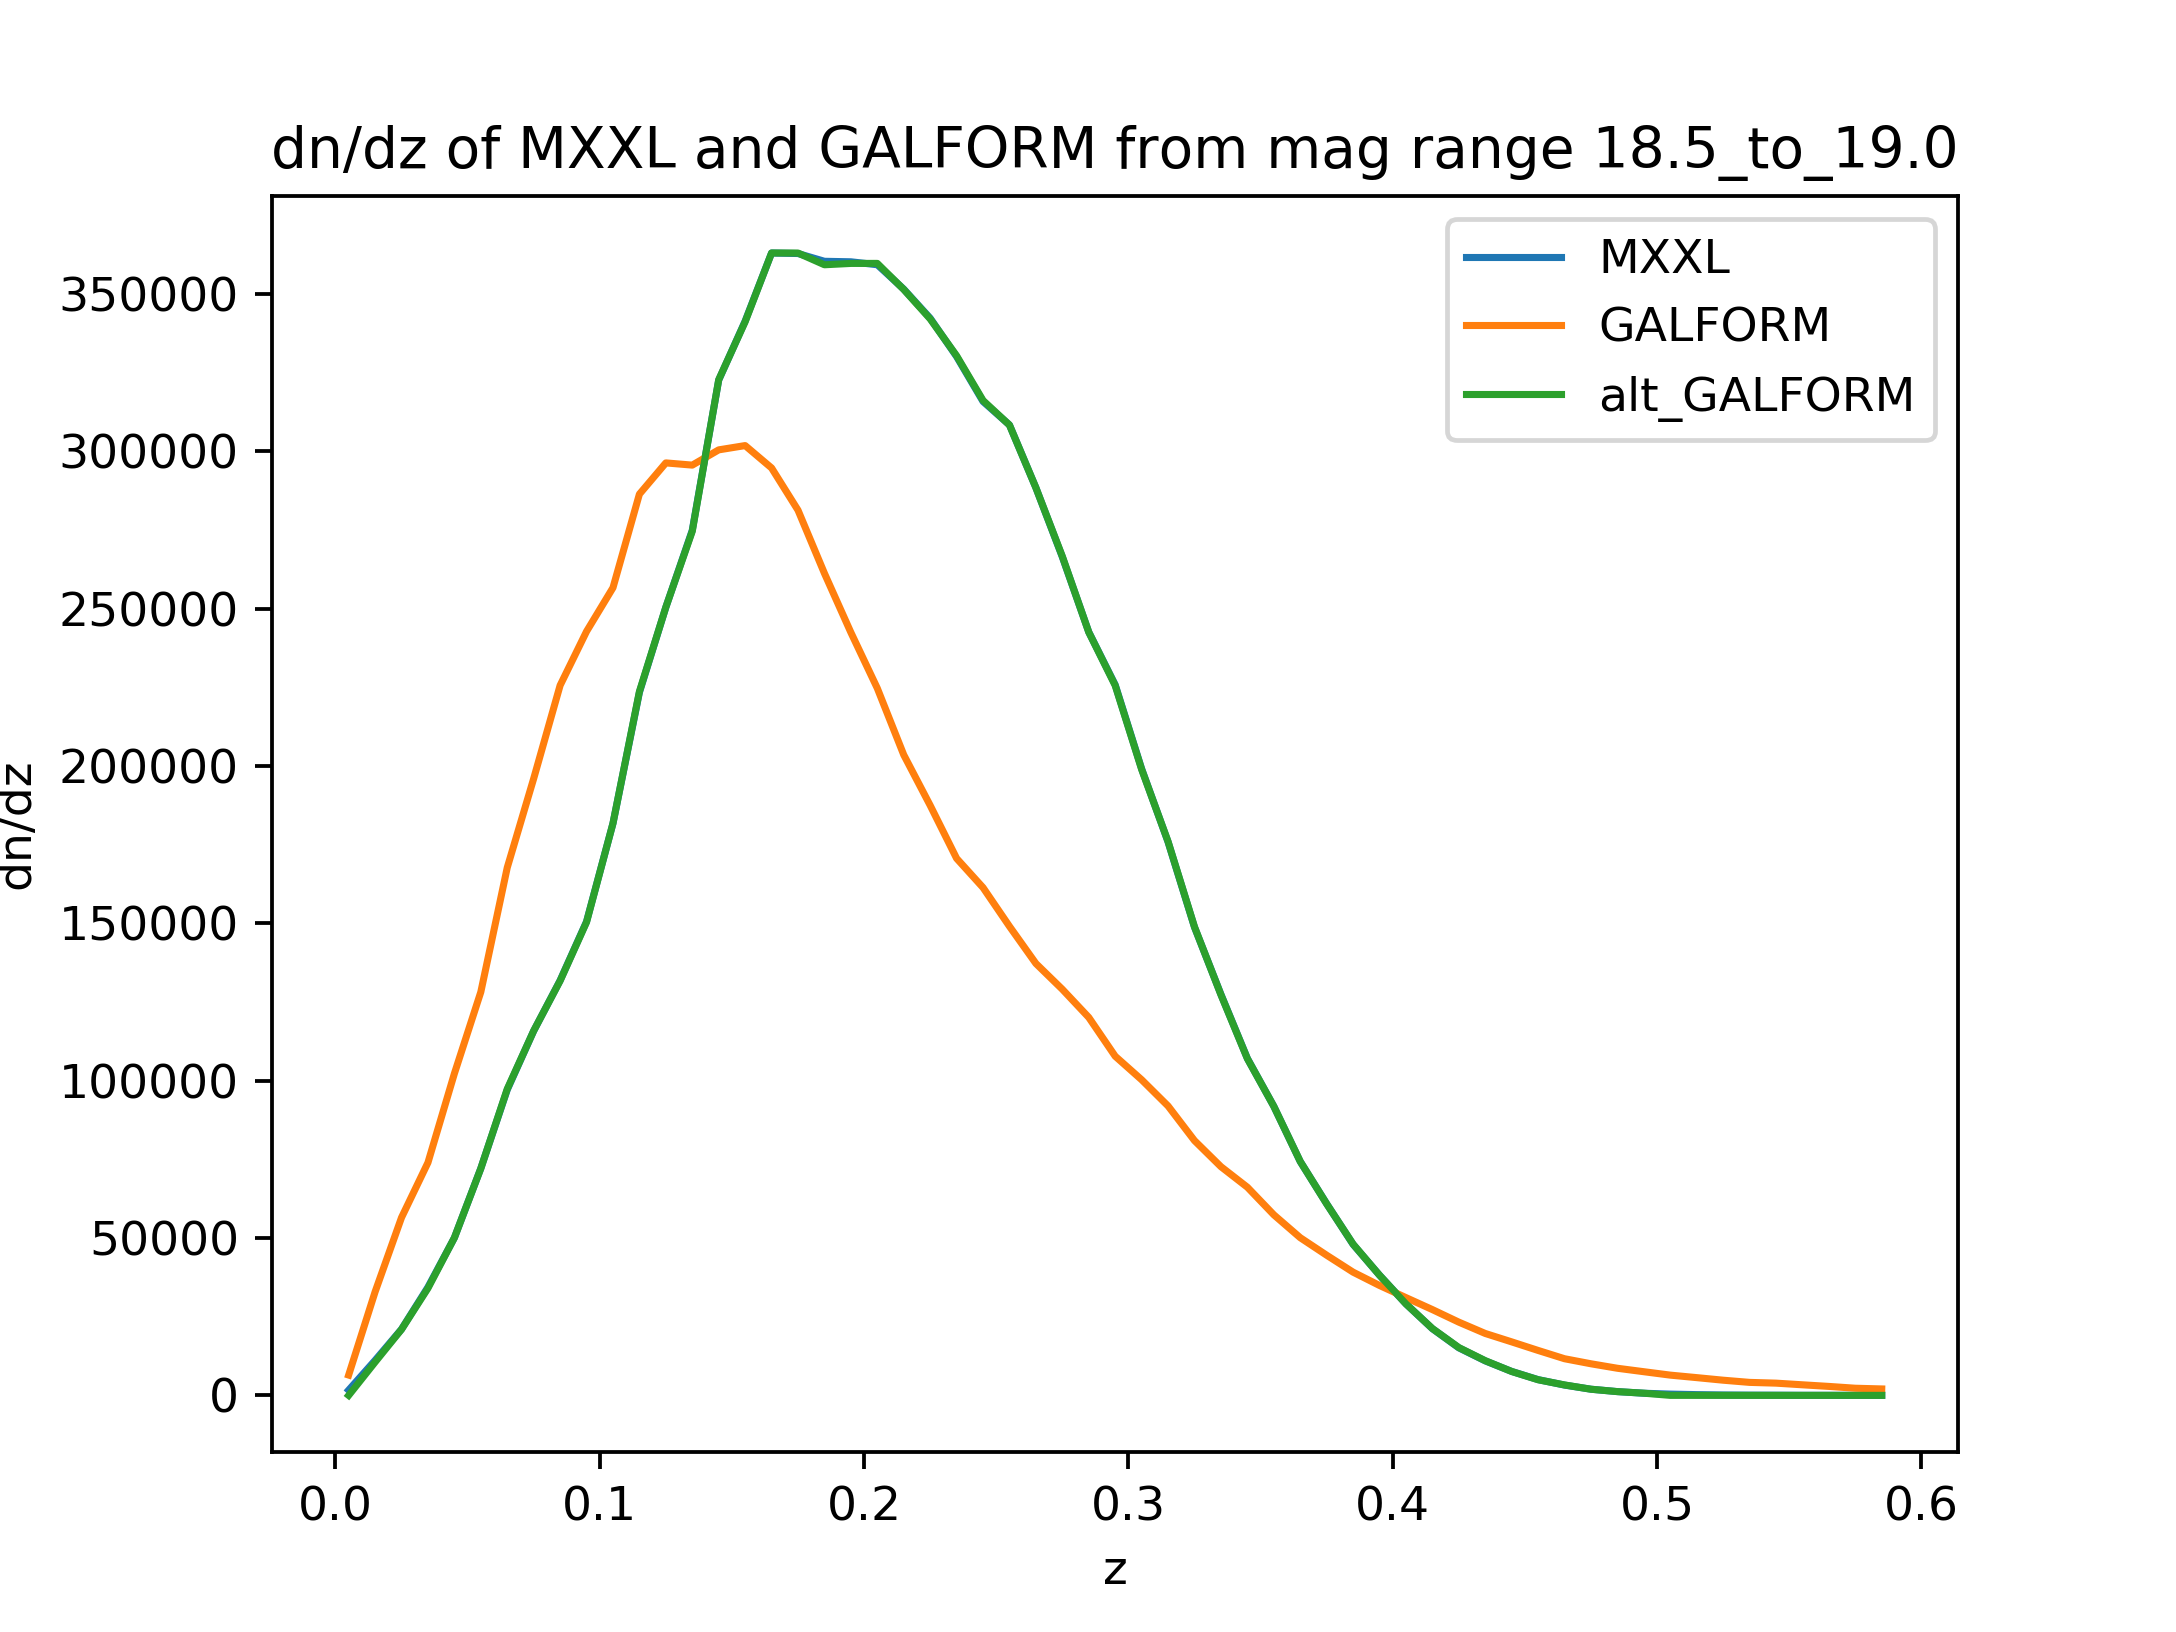 dn/dz of MXXL and GALFORM from mag range 18.5_to_19.0
MXXL
GALFORM
alt_GALFORM
350000
300000
250000
200000
150000
100000
50000
0
dn/dz
0.0 0.1 0.2 0.3 0.4 0.5 0.6
z